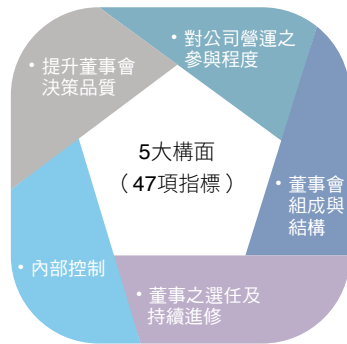 • 對公司營運之
參與程度
• 提升董事會
決策品質
5大構面
（47項指標）
• 董事會
組成與
結構
• 內部控制
• 董事之選任及
持續進修